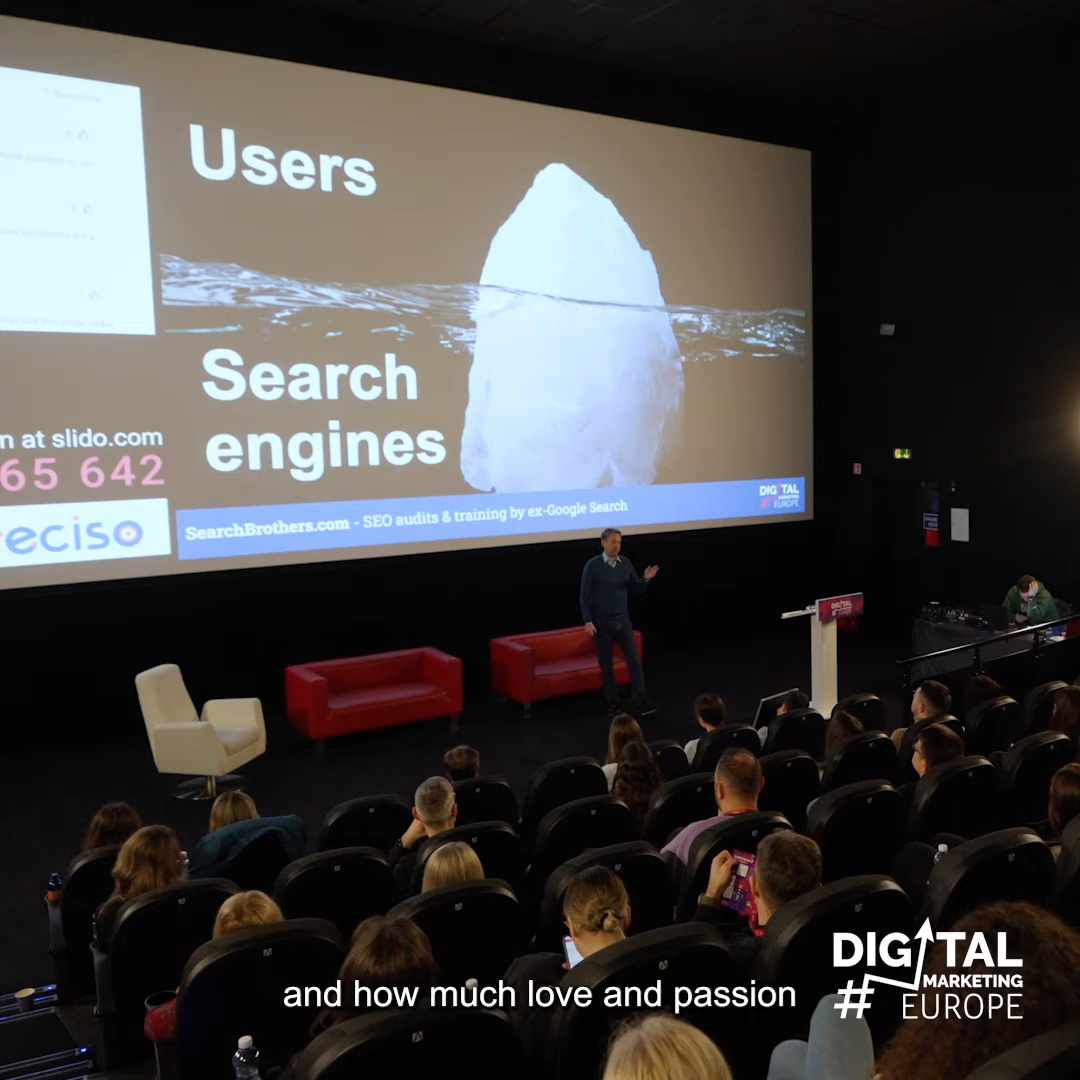 Users
Search
engines
n at slido.com
65 642
reciso
SearchBrothers.com - SEO audits & training by ex-Google Search
DIGITAL
MARKETING
EUROPE
DIGITAL
MARKETING
# EUROPE
and how much love and passion